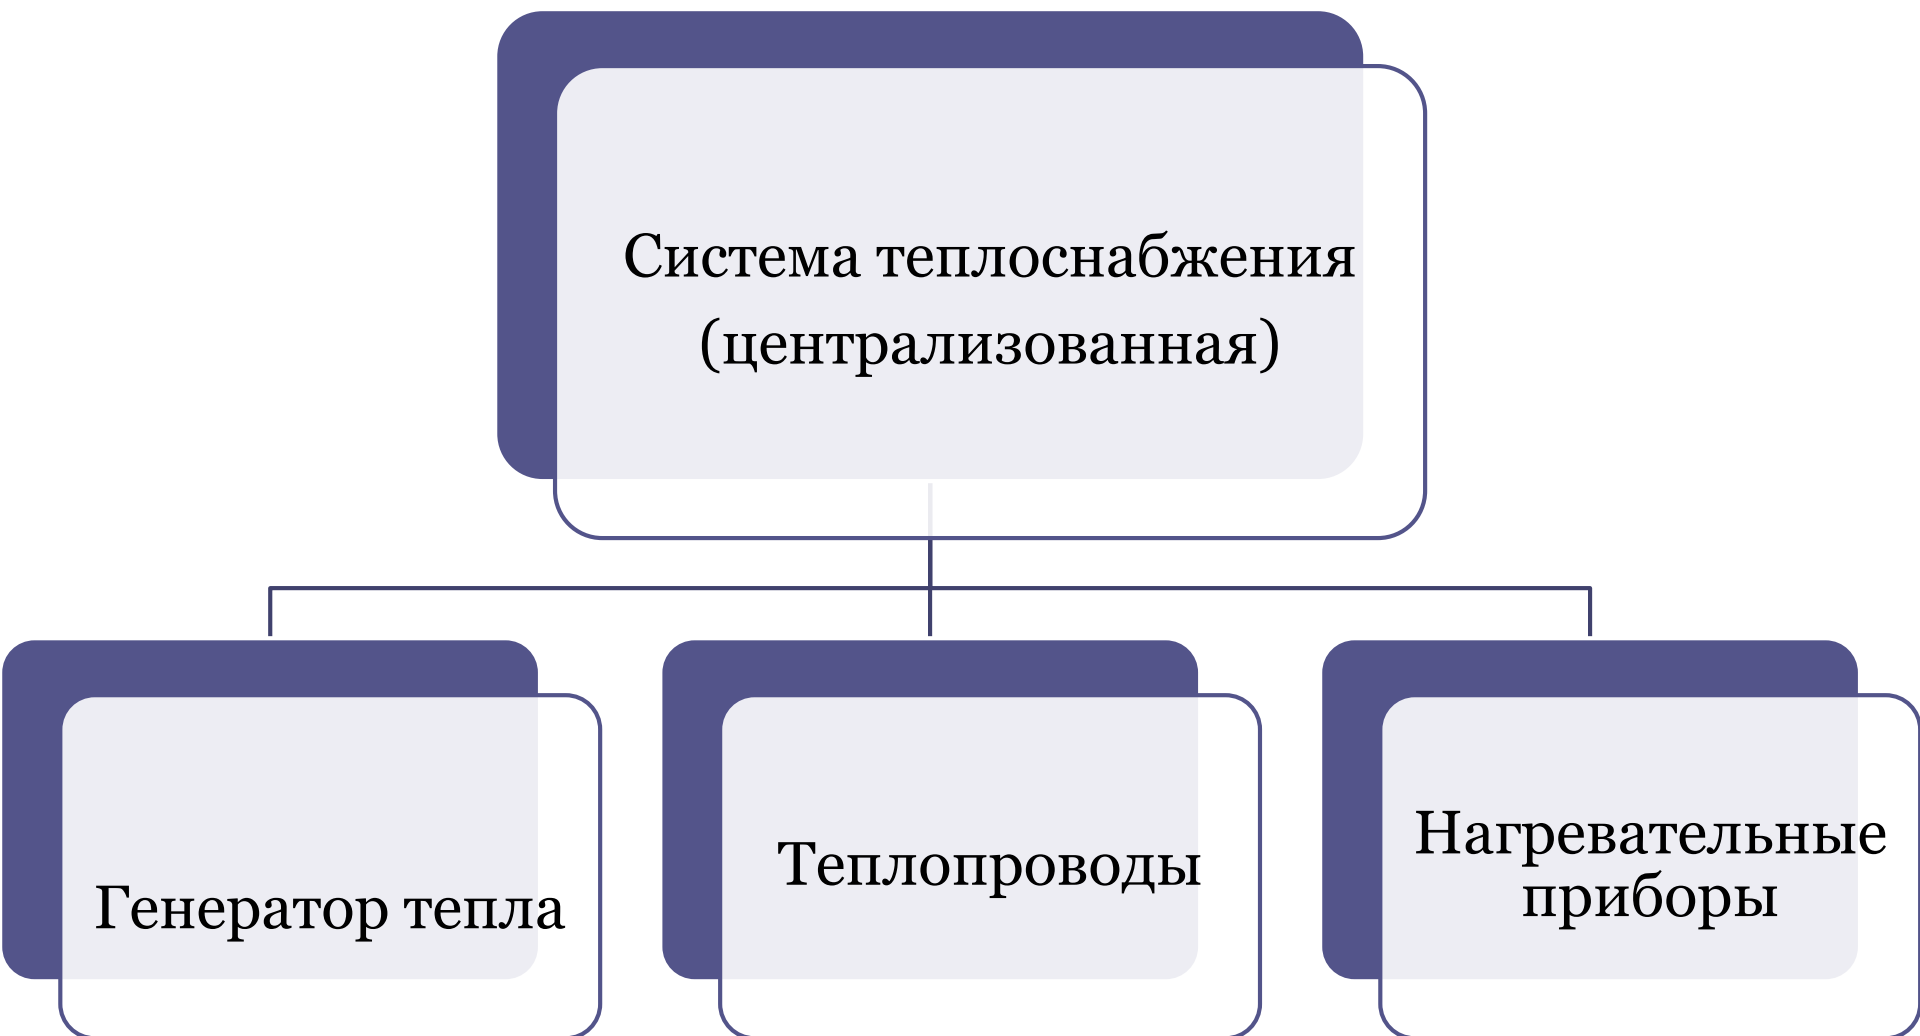 Система теплоснабжения
(централизованная)
Генератор тепла
Теплопроводы
Нагревательные
приборы